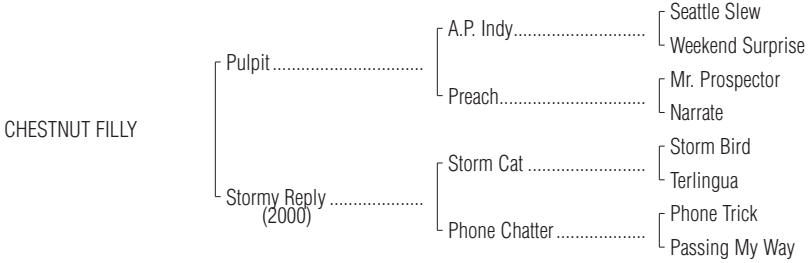 Seattle Slew
A.P. Indy..............................
Weekend Surprise
Pulpit..................................
Mr. Prospector
Preach.................................
Narrate
CHESTNUT FILLY
Storm Bird
Storm Cat ...........................
Terlingua
Stormy Reply ......................
(2000)
Phone Trick
Phone Chatter.....................
Passing My Way